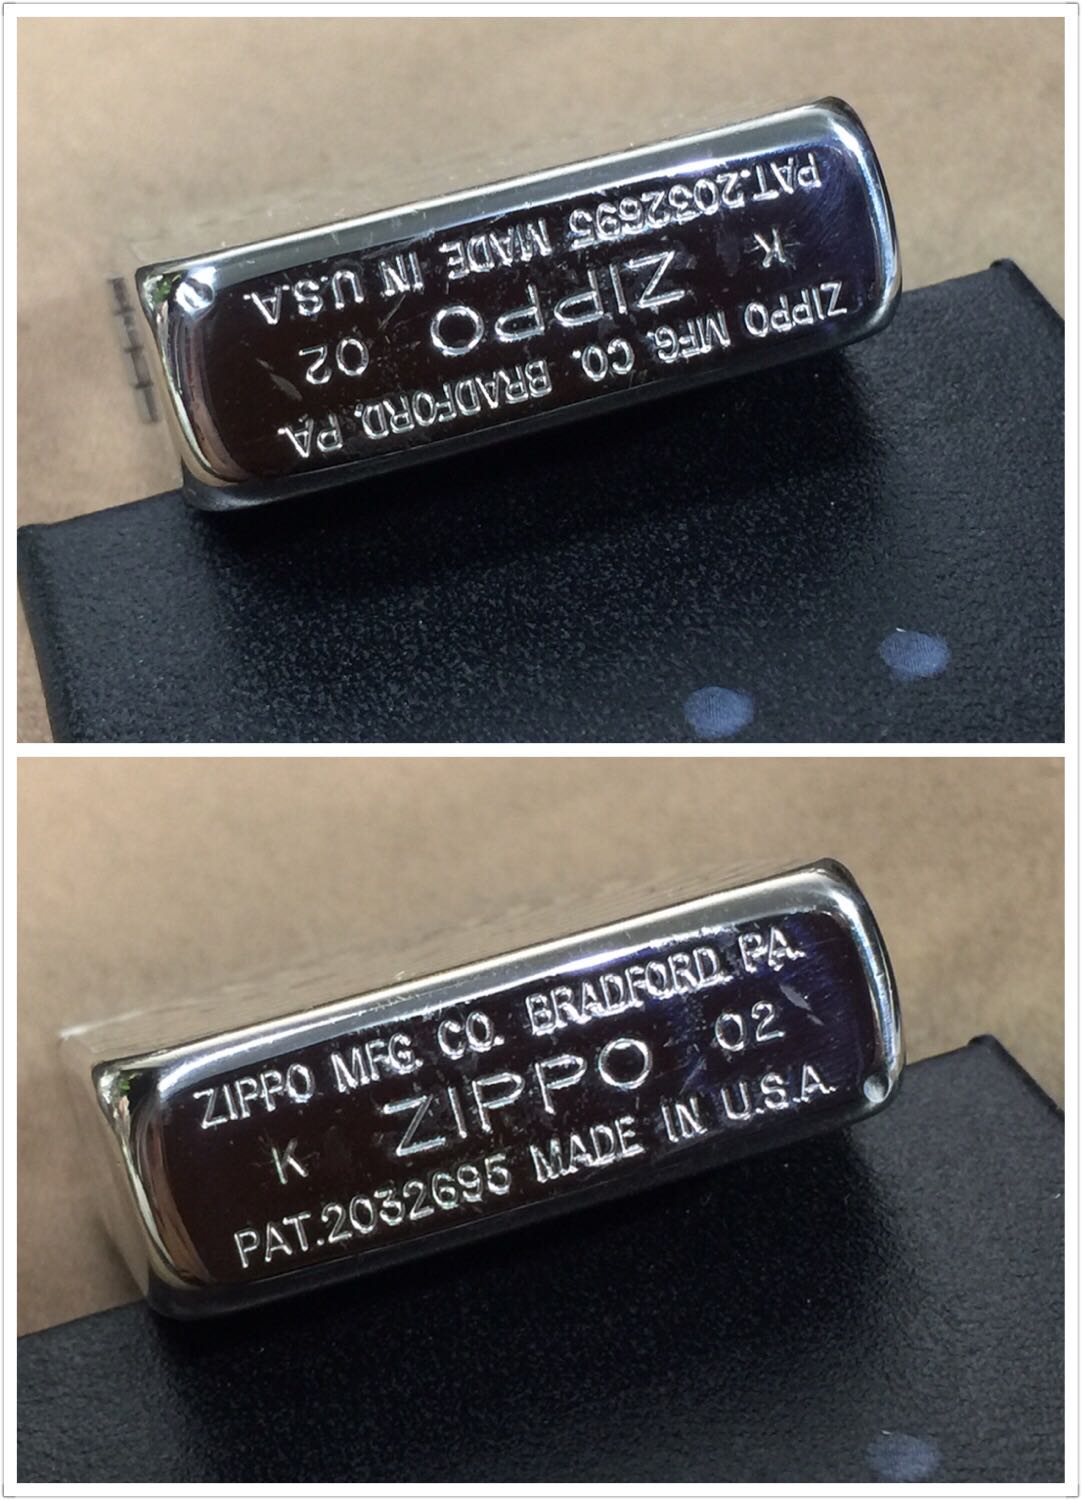 PAT.2032695 MADE IN U.S.A.
K ZIPPO 02
ZIPPO MFG. CO. BRADFORD. PA.
ZIPPO MFG. CO. BRADFORD. PA.
K ZIPPO 02
PAT.2032695 MADE IN U.S.A.